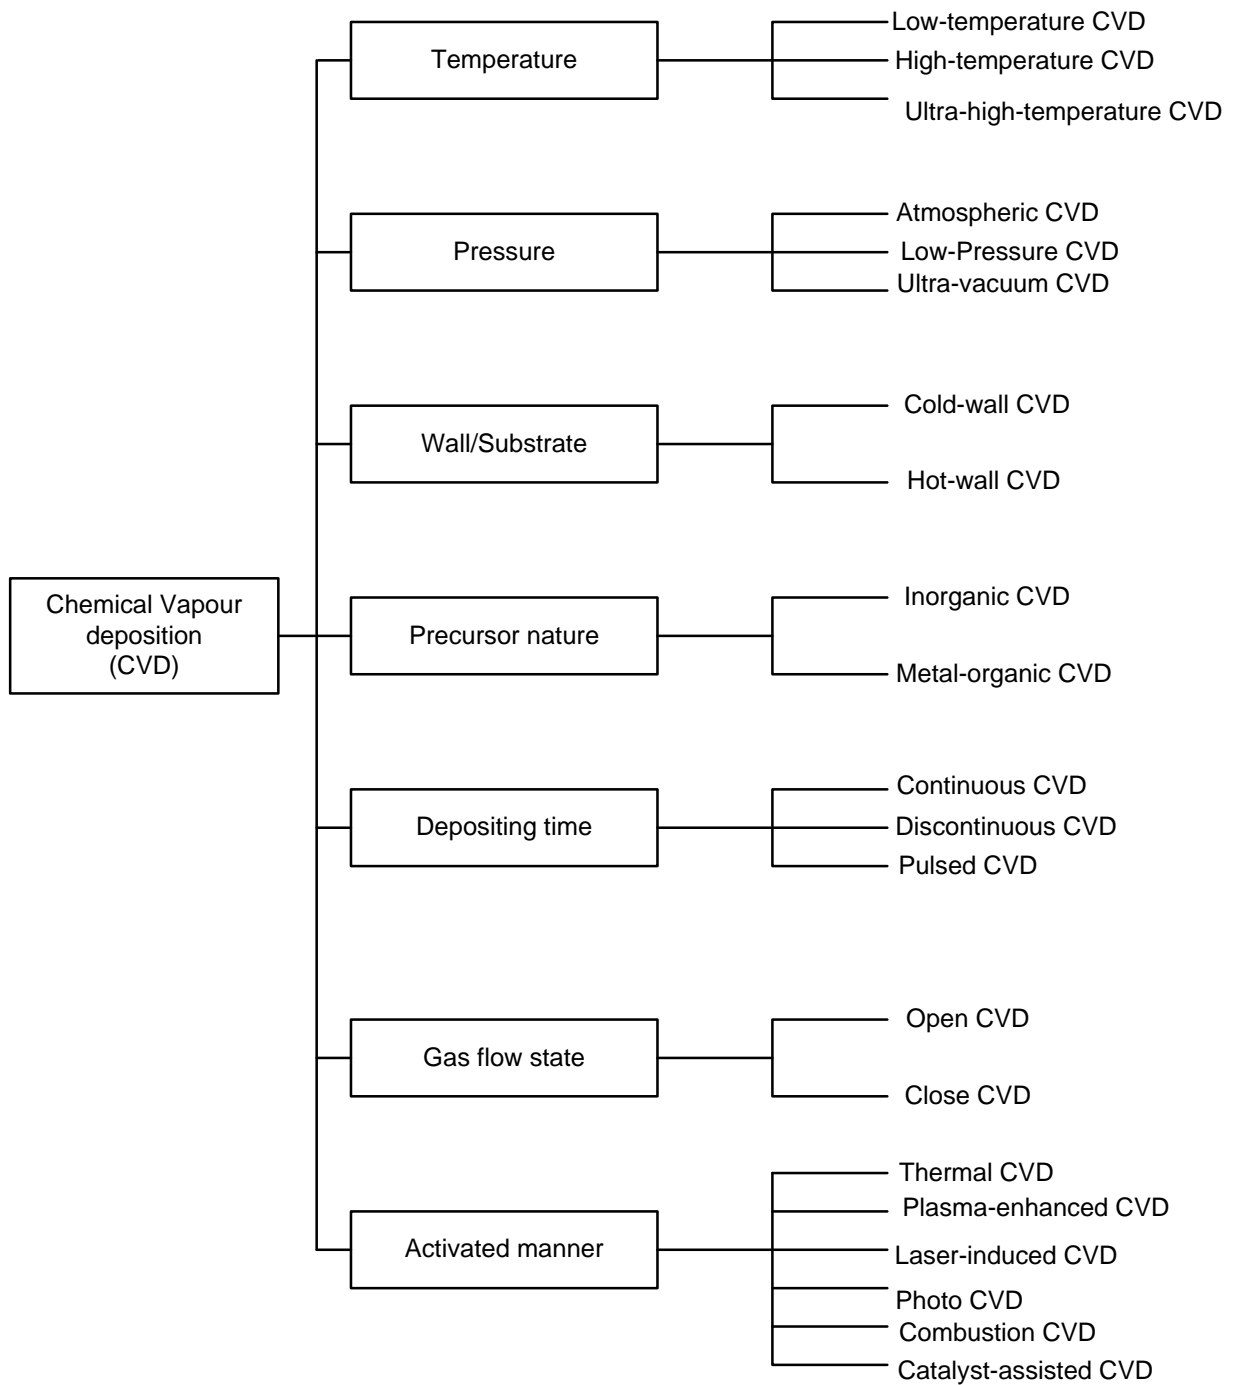 Chemical Vapour
deposition
(CVD)
Temperature
Low-temperature CVD
High-temperature CVD
Ultra-high-temperature CVD
Pressure
Atmospheric CVD
Low-Pressure CVD
Ultra-vacuum CVD
Wall/Substrate
Cold-wall CVD
Hot-wall CVD
Precursor nature
Inorganic CVD
Metal-organic CVD
Depositing time
Continuous CVD
Discontinuous CVD
Pulsed CVD
Gas flow state
Open CVD
Close CVD
Activated manner
Thermal CVD
Plasma-enhanced CVD
Laser-induced CVD
Photo CVD
Combustion CVD
Catalyst-assisted CVD